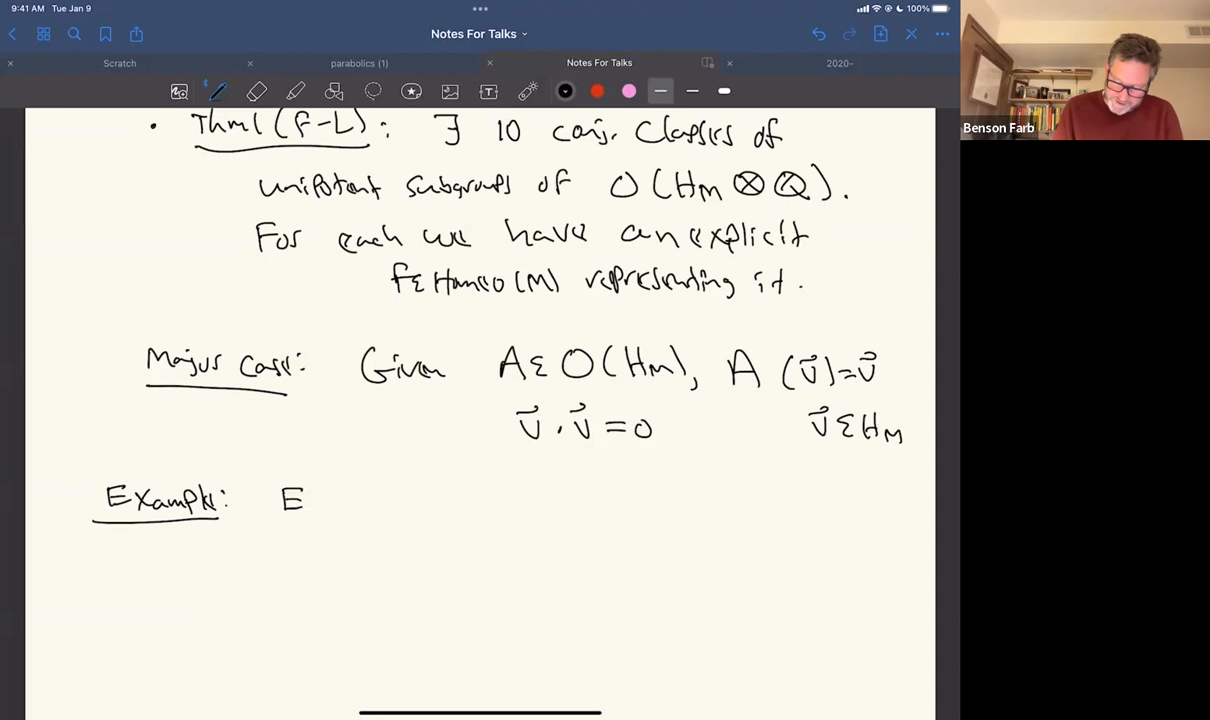 9:41 AM Tue Jan 9
100%
Notes For Talks
Scratch
parabolics (1)
Notes For Talks
2020-
Benson Farb
• Thm1 (F-L): ∃ 10 conj. classes of
unipotent subgroups of O(H_M ⊗ Q).
For each we have an explicit
f ∈ Homeo(M) representing it.
Major Case: Given A ∈ O(H_M), A(v⃗)=v⃗
v⃗ · v⃗ = 0 v⃗ ∈ H_M
Example: E